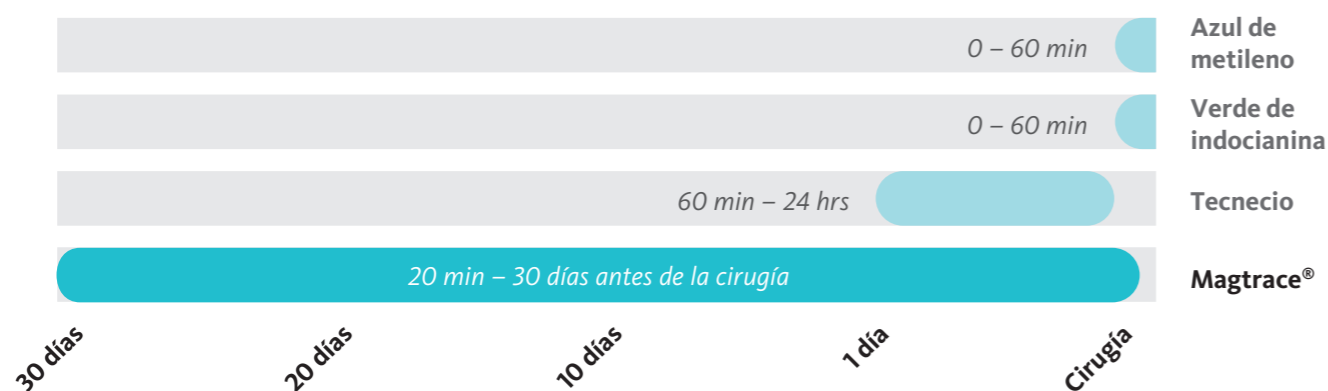 0 – 60 min
Azul de
metileno
0 – 60 min
Verde de
indocianina
60 min – 24 hrs
Tecnecio
20 min – 30 días antes de la cirugía
Magtrace®
30 días
20 días
10 días
1 día
Cirugía